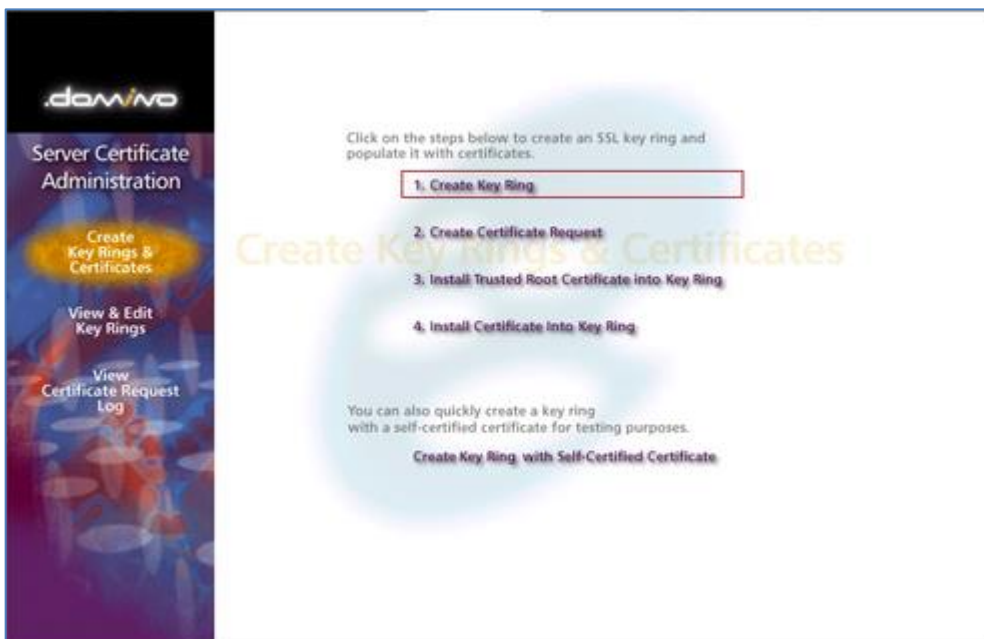 .domino
Server Certificate
Administration
Create
Key Rings &
Certificates
View & Edit
Key Rings
View
Certificate Request
Log
Create Key Rings & Certificates
Click on the steps below to create an SSL key ring and
populate it with certificates.
1. Create Key Ring
2. Create Certificate Request
3. Install Trusted Root Certificate into Key Ring
4. Install Certificate Into Key Ring
You can also quickly create a key ring
with a self-certified certificate for testing purposes.
Create Key Ring with Self-Certified Certificate